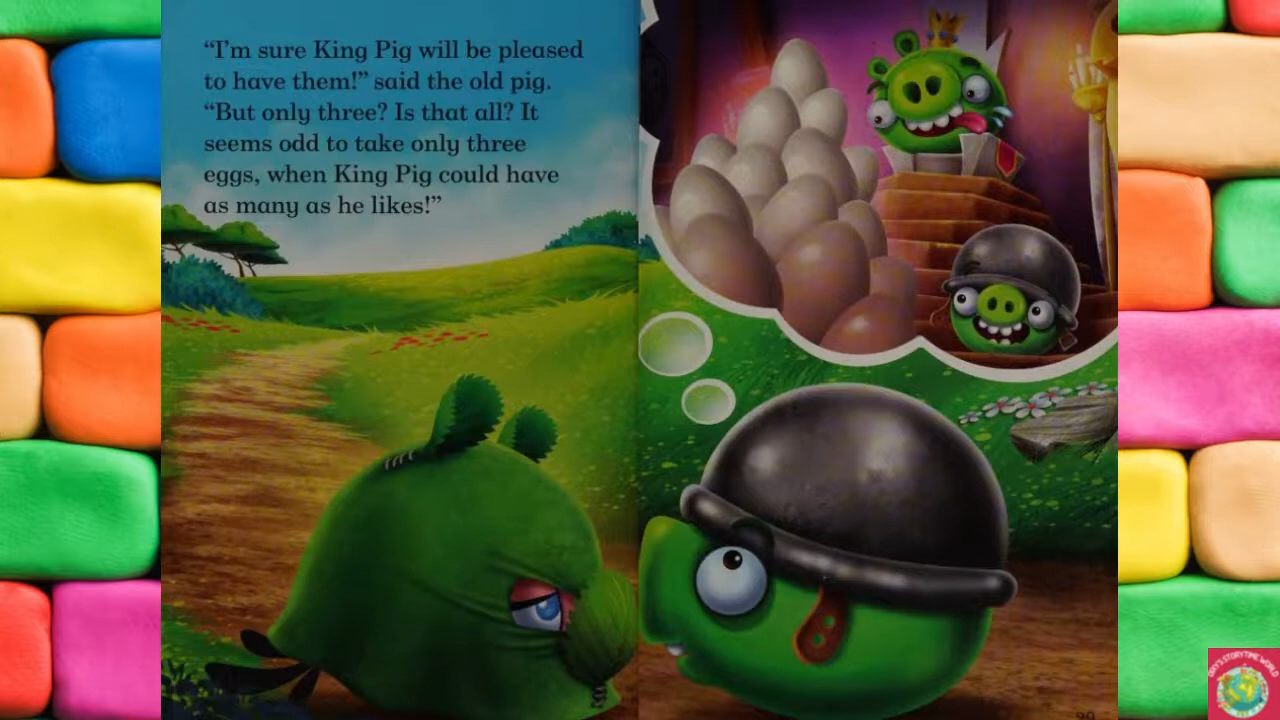 “I'm sure King Pig will be pleased
to have them!” said the old pig.
“But only three? Is that all? It
seems odd to take only three
eggs, when King Pig could have
as many as he likes!”